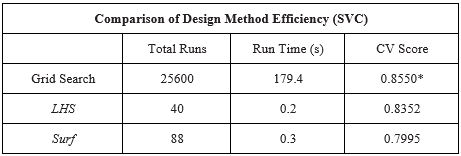 Comparison of Design Method Efficiency (SVC)
Total Runs Run Time (s) CV Score
Grid Search 25600 179.4 0.8550*
LHS 40 0.2 0.8352
Surf 88 0.3 0.7995